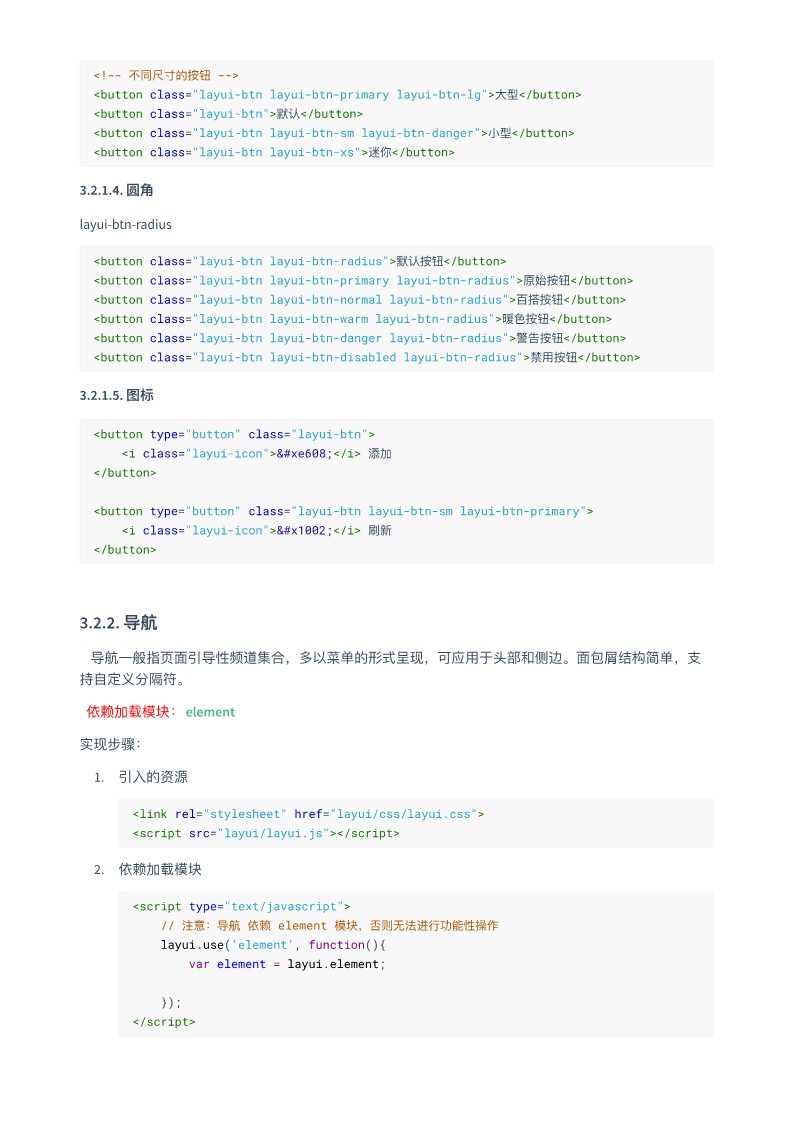 <!-- 不同尺寸的按钮 -->
<button class="layui-btn layui-btn-primary layui-btn-lg">大型</button>
<button class="layui-btn">默认</button>
<button class="layui-btn layui-btn-sm layui-btn-danger">小型</button>
<button class="layui-btn layui-btn-xs">迷你</button>
3.2.1.4. 圆角
layui-btn-radius
<button class="layui-btn layui-btn-radius">默认按钮</button>
<button class="layui-btn layui-btn-primary layui-btn-radius">原始按钮</button>
<button class="layui-btn layui-btn-normal layui-btn-radius">百搭按钮</button>
<button class="layui-btn layui-btn-warm layui-btn-radius">暖色按钮</button>
<button class="layui-btn layui-btn-danger layui-btn-radius">警告按钮</button>
<button class="layui-btn layui-btn-disabled layui-btn-radius">禁用按钮</button>
3.2.1.5. 图标
<button type="button" class="layui-btn">
    <i class="layui-icon">&#xe608;</i> 添加
</button>
<button type="button" class="layui-btn layui-btn-sm layui-btn-primary">
    <i class="layui-icon">&#x1002;</i> 刷新
</button>
3.2.2. 导航
导航一般指页面引导性频道集合，多以菜单的形式呈现，可应用于头部和侧边。面包屑结构简单，支
持自定义分隔符。
依赖加载模块： element
实现步骤：
1. 引入的资源
<link rel="stylesheet" href="layui/css/layui.css">
<script src="layui/layui.js"></script>
2. 依赖加载模块
<script type="text/javascript">
    // 注意：导航 依赖 element 模块，否则无法进行功能性操作
    layui.use('element', function(){
        var element = layui.element;
    });
</script>